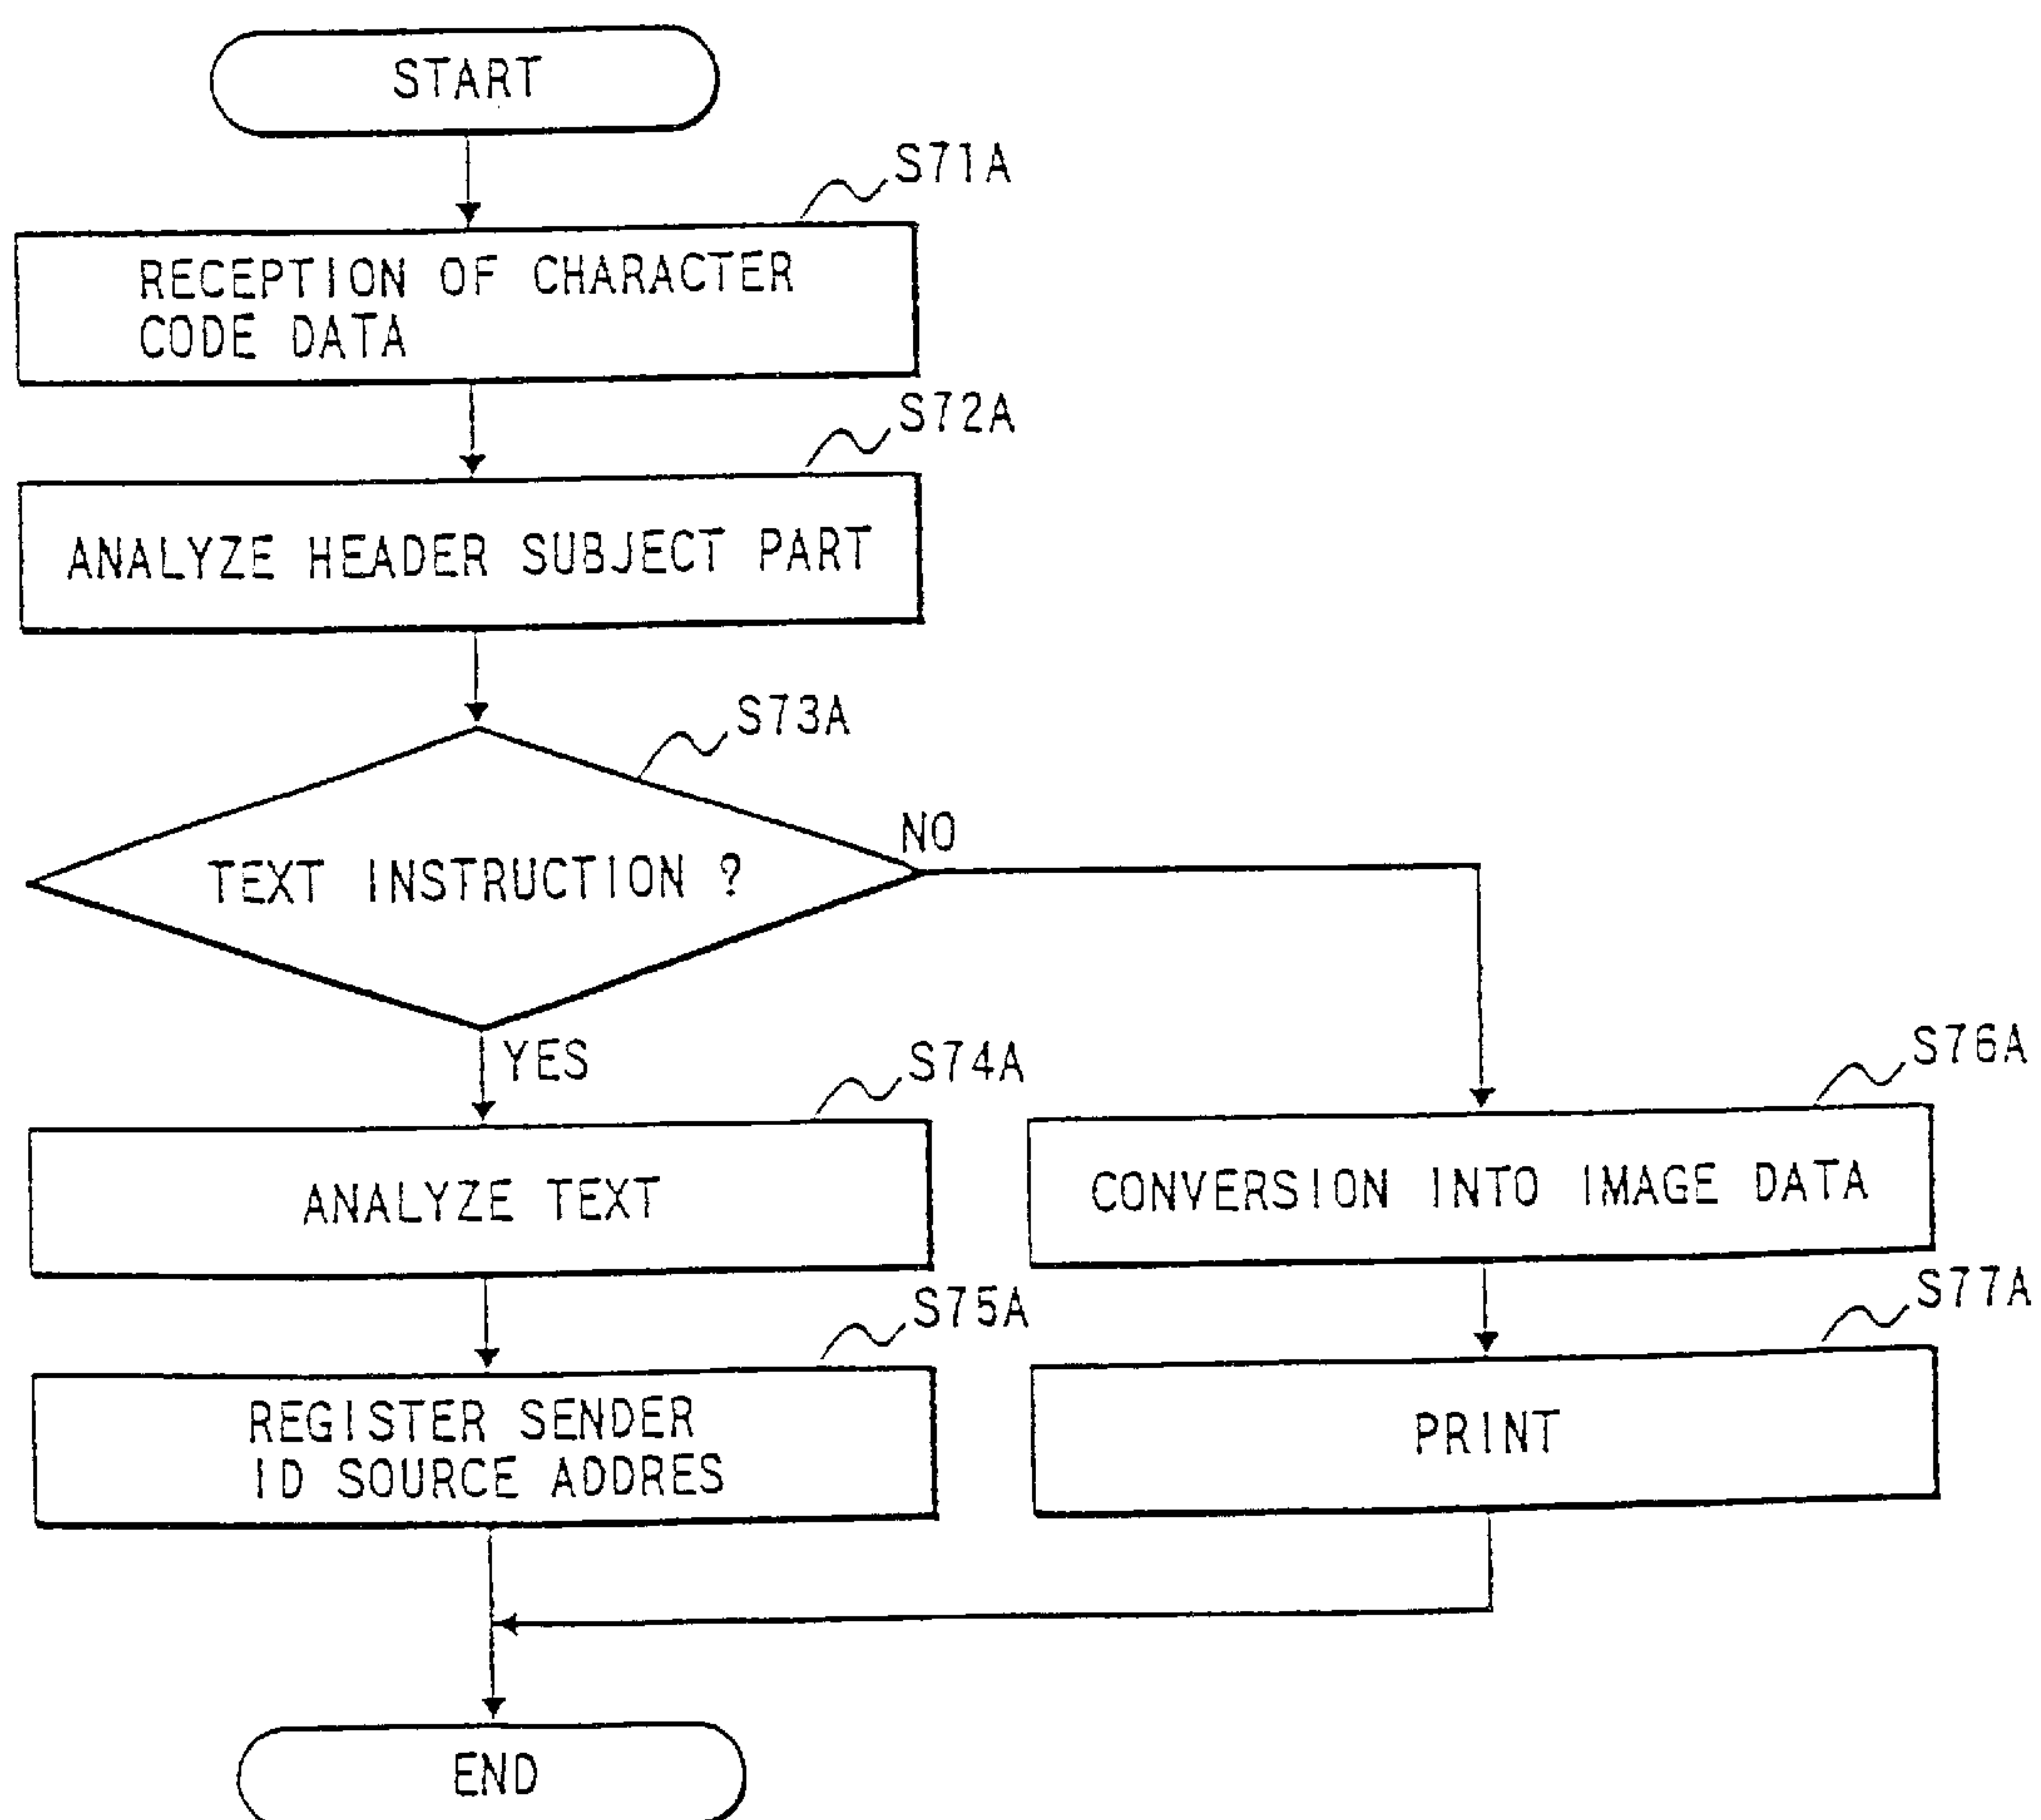 START
S71A
RECEPTION OF CHARACTER
CODE DATA
S72A
ANALYZE HEADER SUBJECT PART
S73A
TEXT INSTRUCTION ?
NO
YES
S74A
ANALYZE TEXT
S76A
CONVERSION INTO IMAGE DATA
S75A
REGISTER SENDER
ID SOURCE ADDRES
S77A
PRINT
END